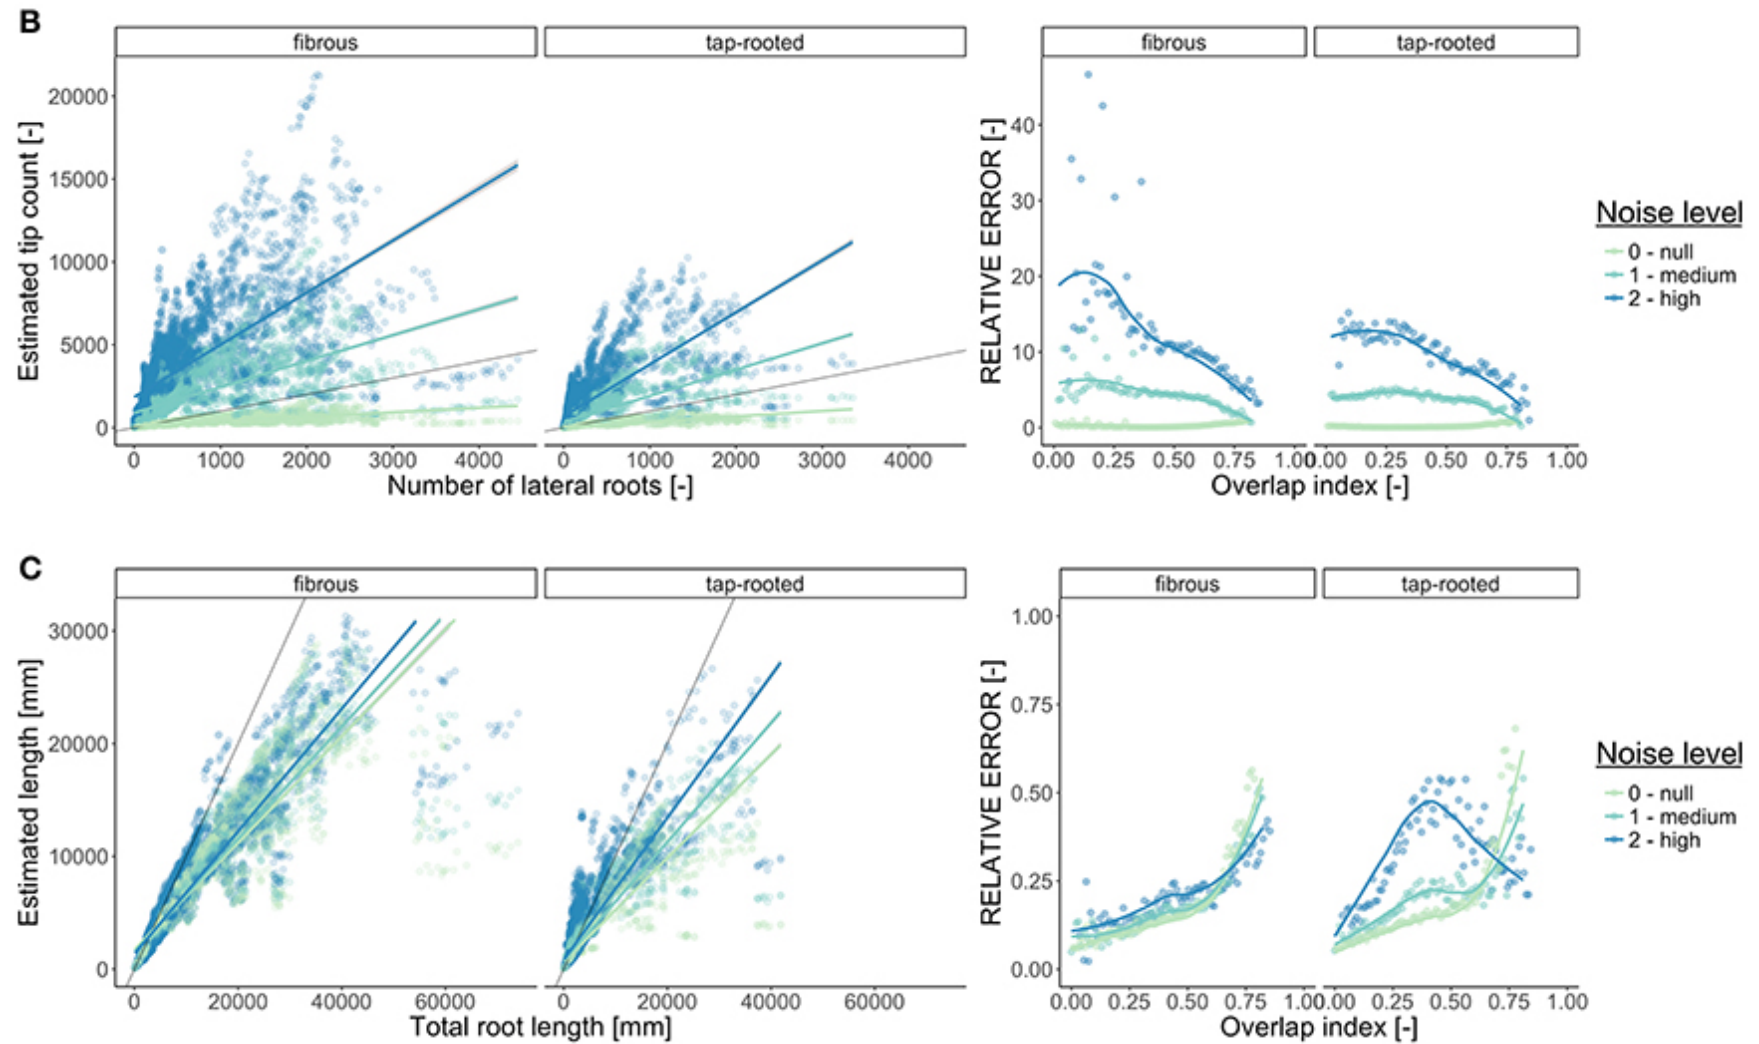 B
fibrous
tap-rooted
fibrous
tap-rooted
Estimated tip count [-]
20000
15000
10000
5000
0
0 1000 2000 3000 4000
0 1000 2000 3000 4000
Number of lateral roots [-]
RELATIVE ERROR [-]
40
30
20
10
0
0.00 0.25 0.50 0.75 1.00
0.00 0.25 0.50 0.75 1.00
Overlap index [-]
Noise level
0 - null
1 - medium
2 - high
C
fibrous
tap-rooted
fibrous
tap-rooted
Estimated length [mm]
30000
20000
10000
0
0 20000 40000 60000
0 20000 40000 60000
Total root length [mm]
RELATIVE ERROR [-]
1.00
0.75
0.50
0.25
0.00
0.00 0.25 0.50 0.75 1.00
0.00 0.25 0.50 0.75 1.00
Overlap index [-]
Noise level
0 - null
1 - medium
2 - high